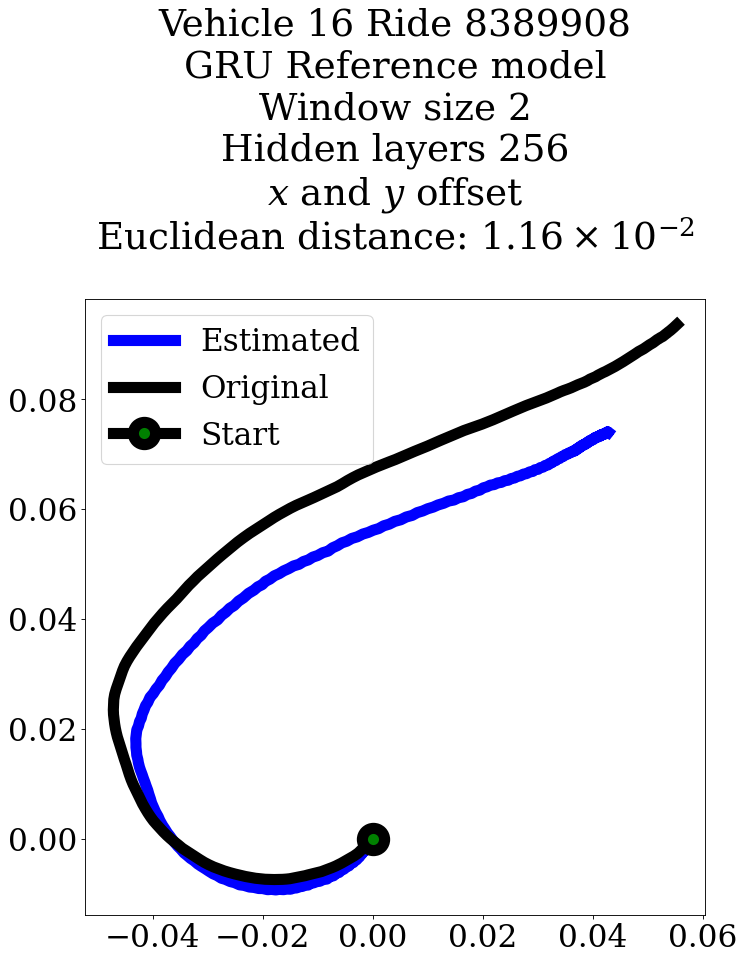 Vehicle 16 Ride 8389908
GRU Reference model
Window size 2
Hidden layers 256
x and y offset
Euclidean distance: 1.16 × 10⁻²
Estimated
Original
Start
0.08
0.06
0.04
0.02
0.00
−0.04 −0.02 0.00 0.02 0.04 0.06